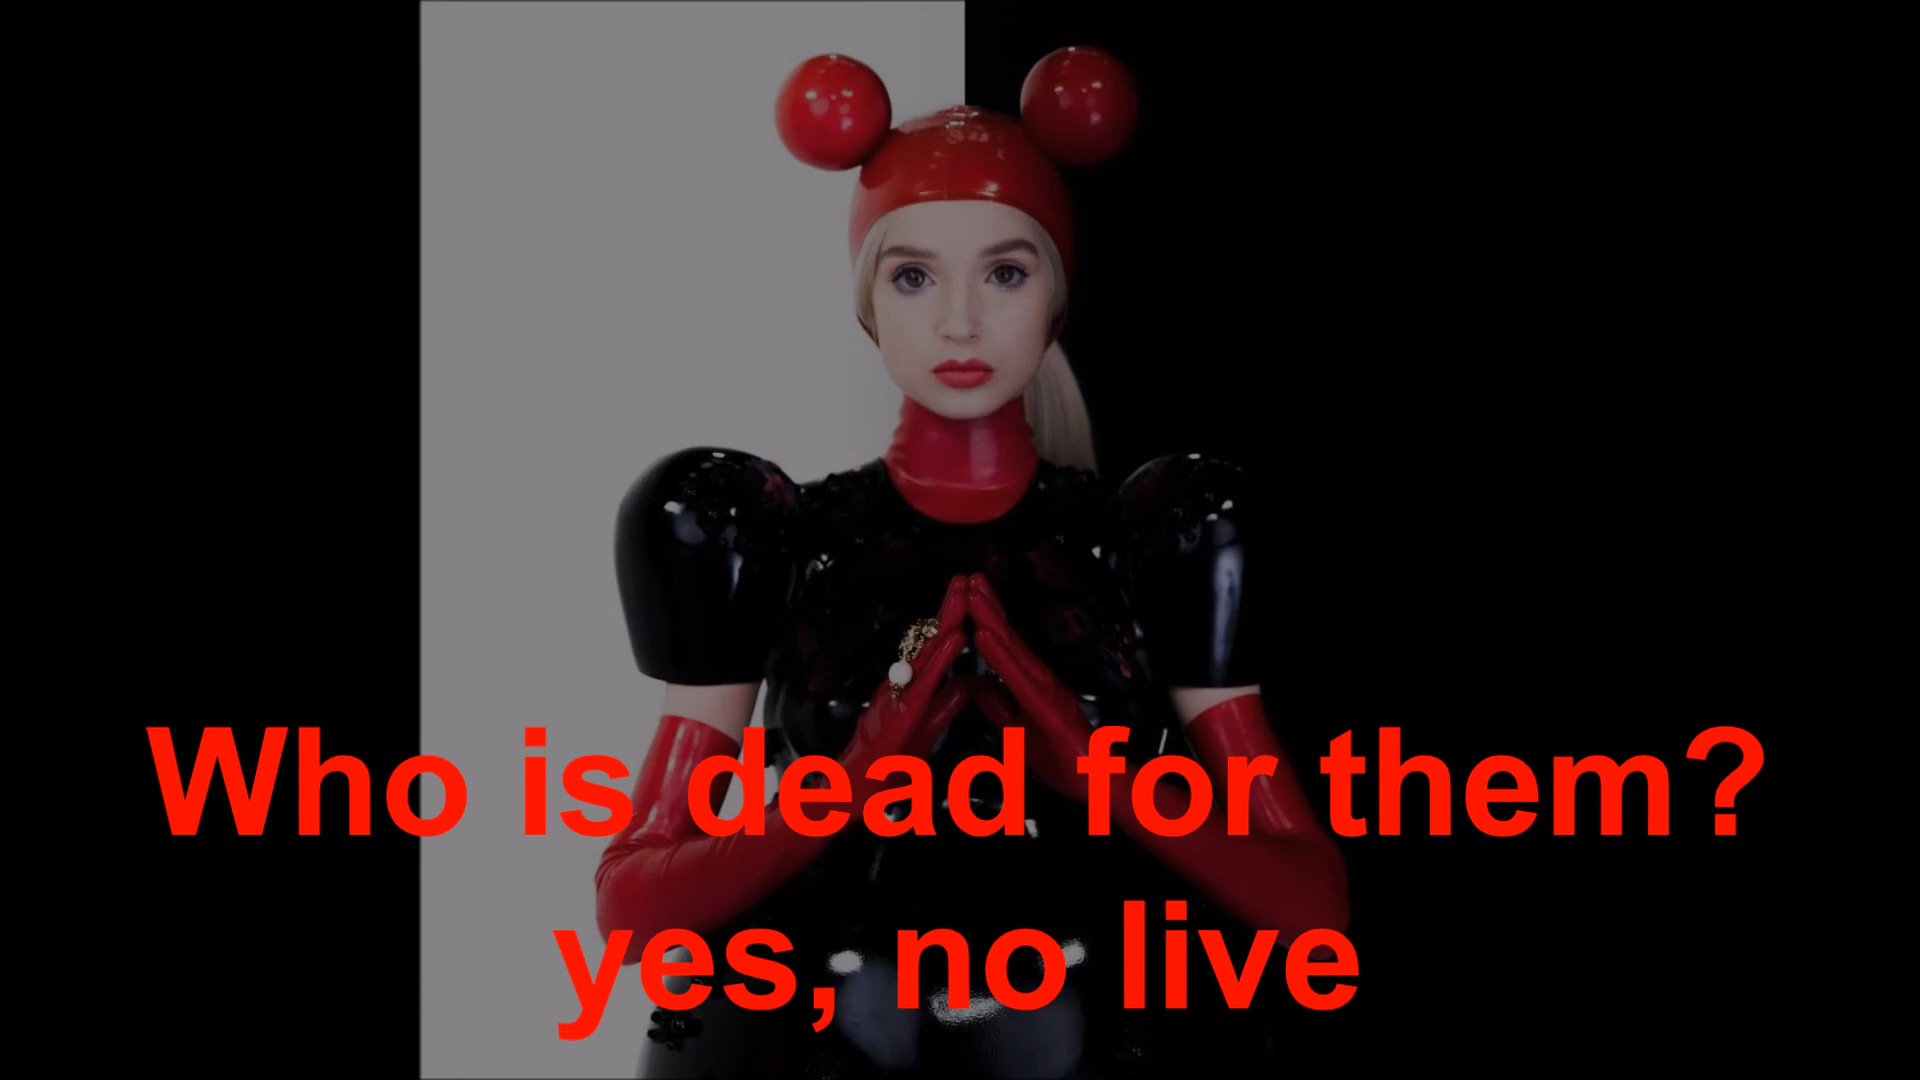 Who is dead for them?
yes, no live